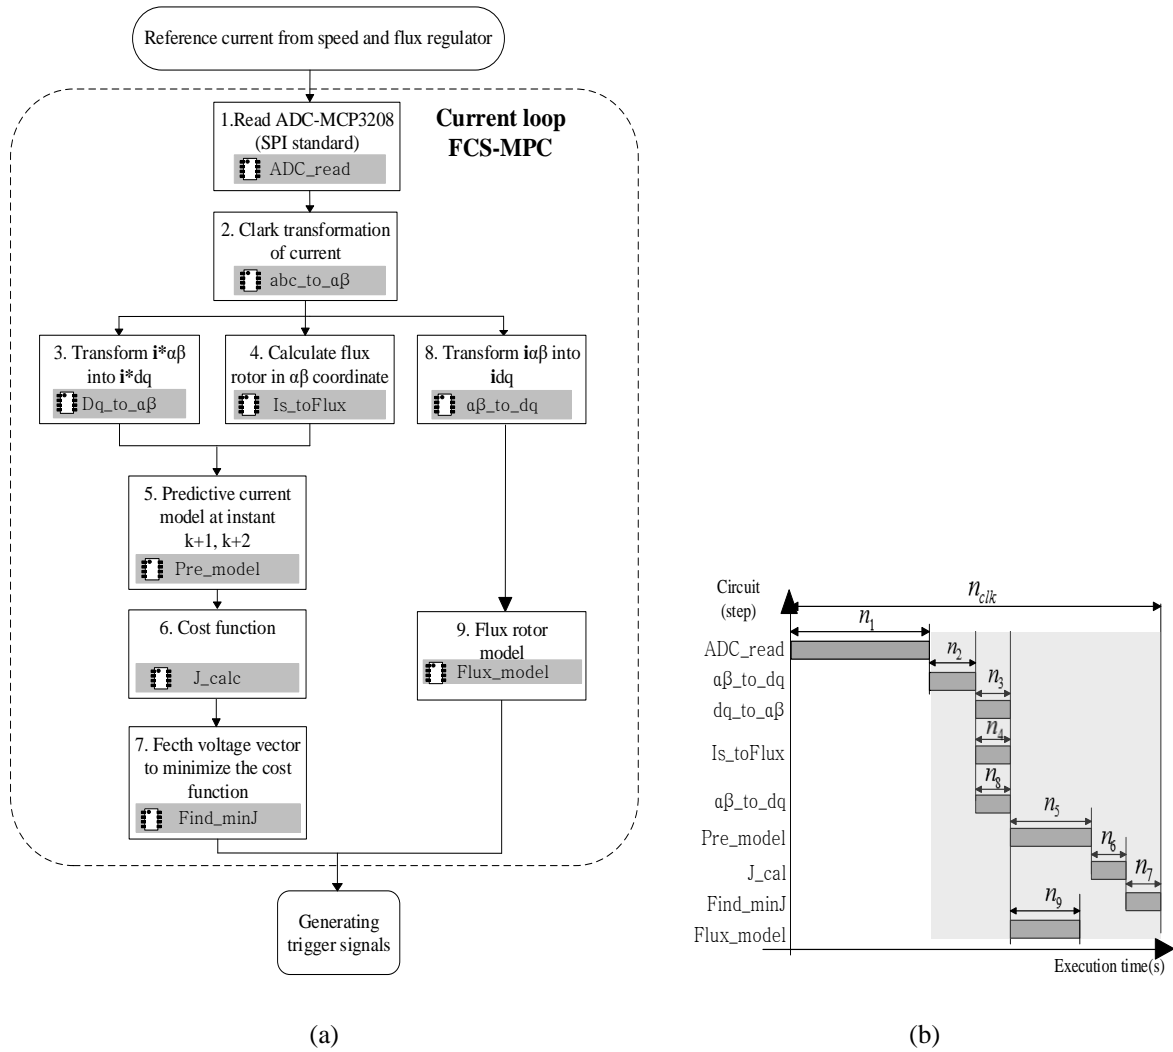 Reference current from speed and flux regulator
Current loop
FCS-MPC
1.Read ADC-MCP3208
(SPI standard)
ADC_read
2. Clark transformation
of current
abc_to_αβ
3. Transform i*αβ
into i*dq
Dq_to_αβ
4. Calculate flux
rotor in αβ coordinate
Is_toFlux
8. Transform iαβ into
idq
αβ_to_dq
5. Predictive current
model at instant
k+1, k+2
Pre_model
6. Cost function
J_calc
9. Flux rotor
model
Flux_model
7. Fecth voltage vector
to minimize the cost
function
Find_minJ
Generating
trigger signals
(a)
Circuit
(step)
n_clk
n_1
ADC_read
n_2
αβ_to_dq
n_3
dq_to_αβ
n_4
Is_toFlux
n_8
αβ_to_dq
n_5
Pre_model
n_6
J_cal
n_7
Find_minJ
n_9
Flux_model
Execution time(s)
(b)